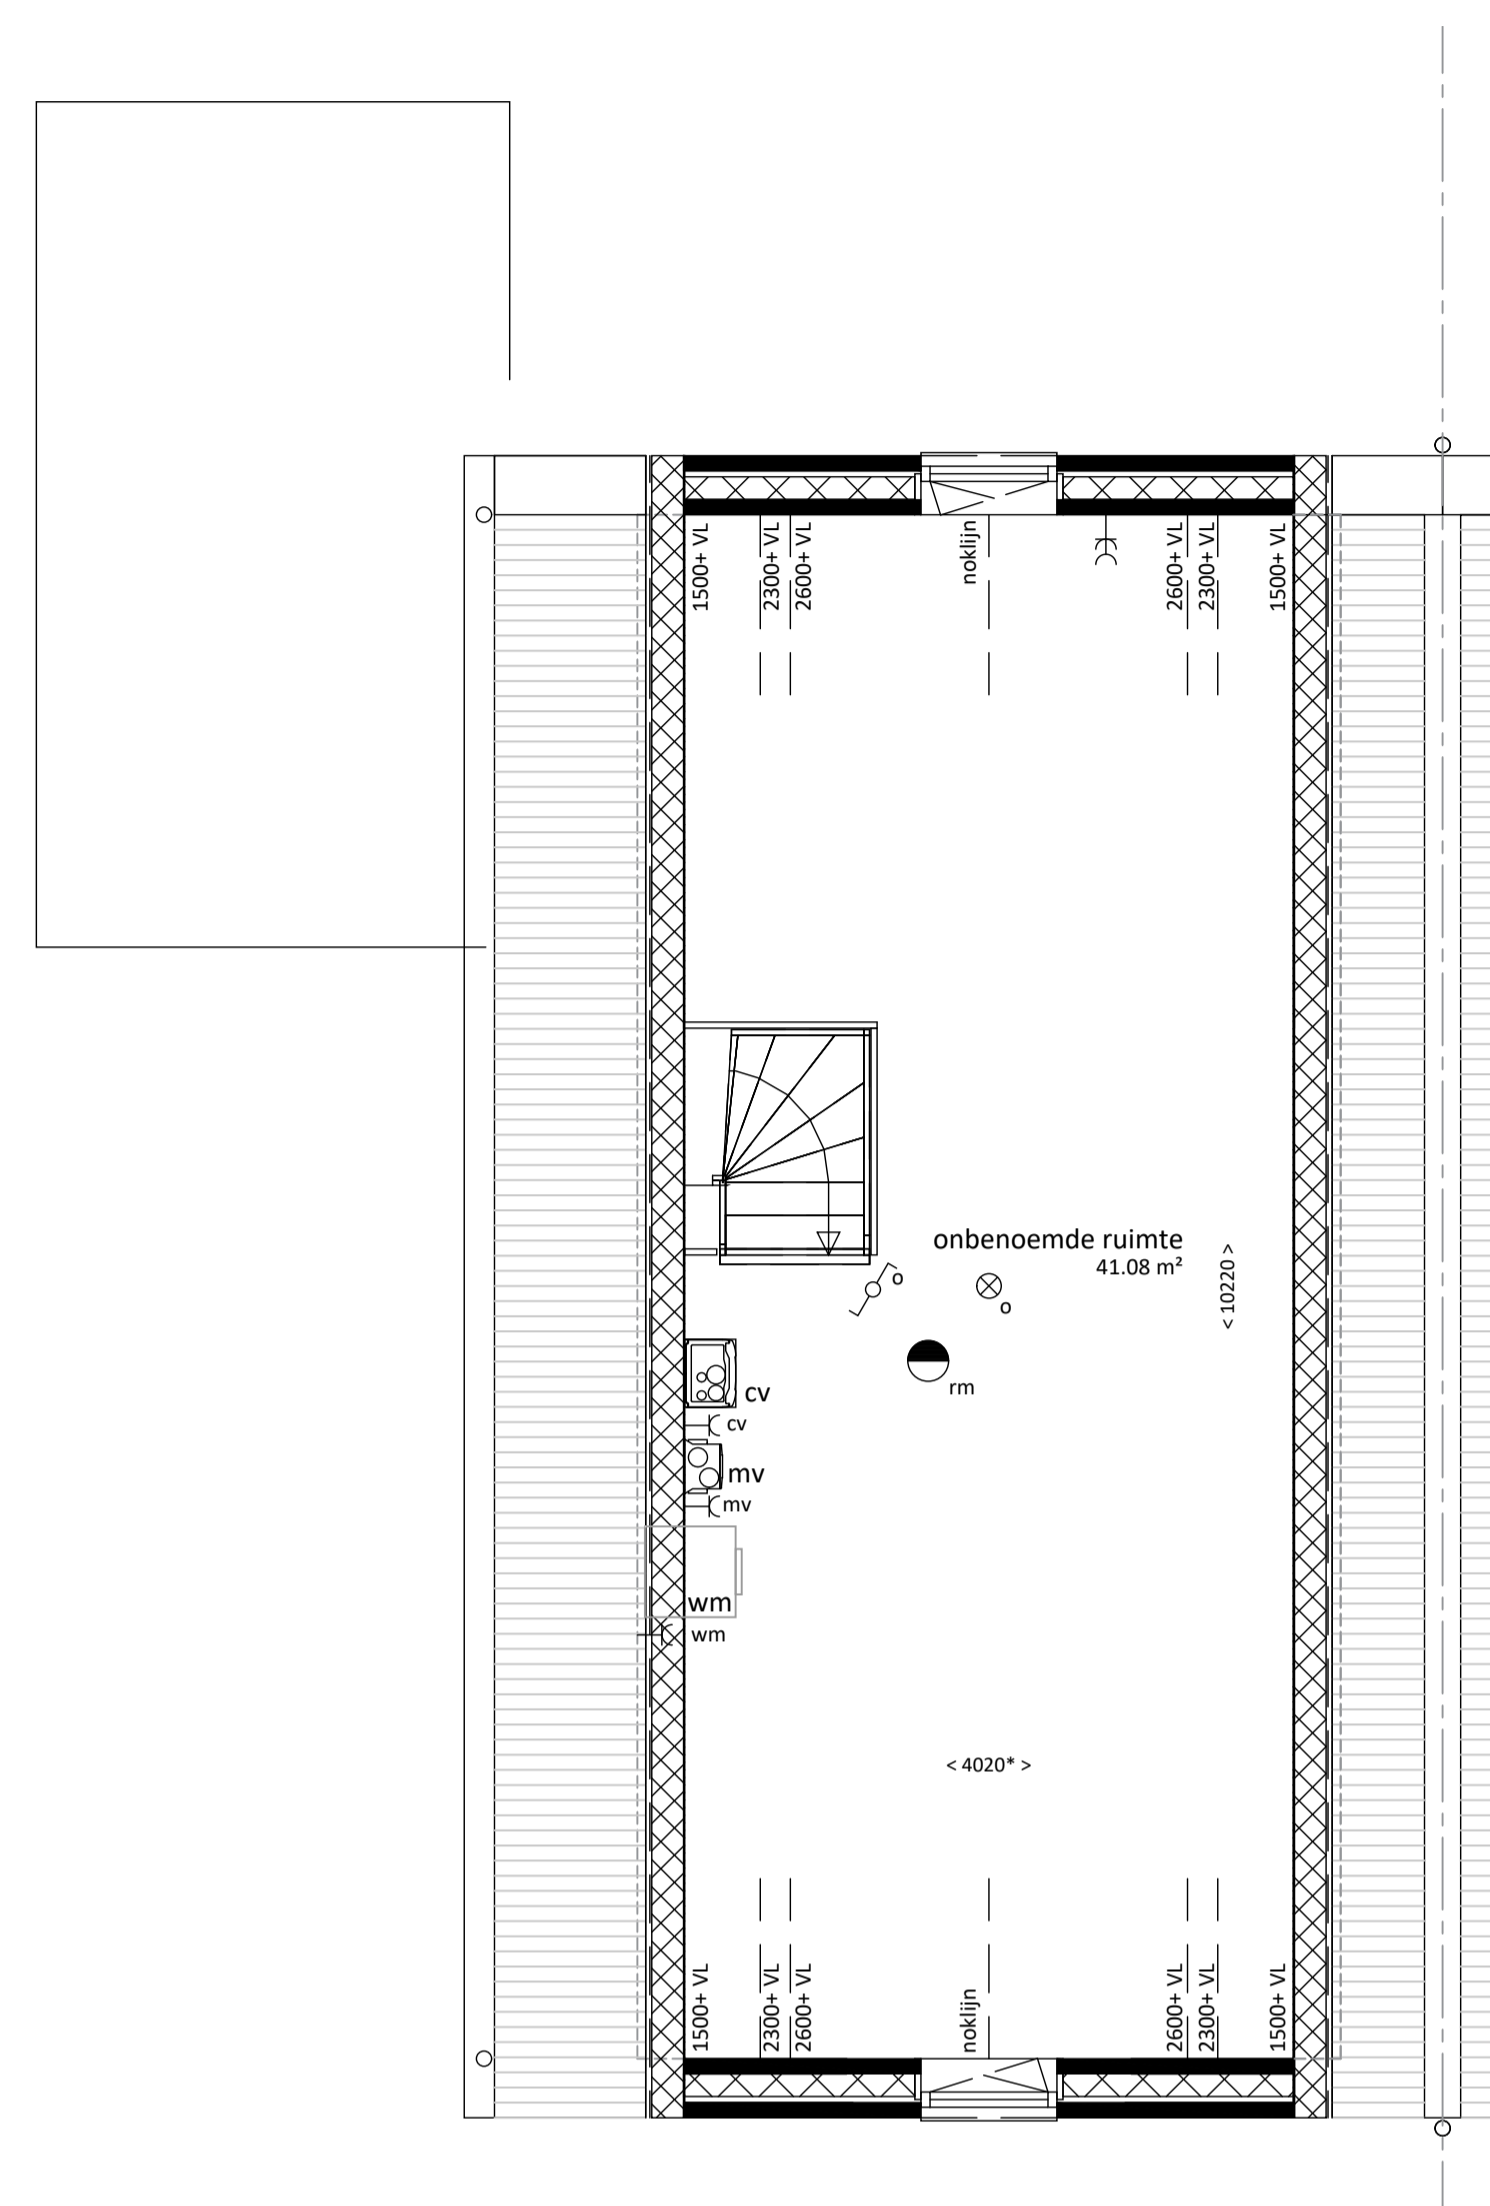 1500+ VL
2300+ VL
2600+ VL
noklijn
2600+ VL
2300+ VL
1500+ VL
onbenoemde ruimte
41.08 m²
< 10220 >
o
o
rm
cv
cv
mv
mv
wm
wm
< 4020* >
1500+ VL
2300+ VL
2600+ VL
noklijn
2600+ VL
2300+ VL
1500+ VL